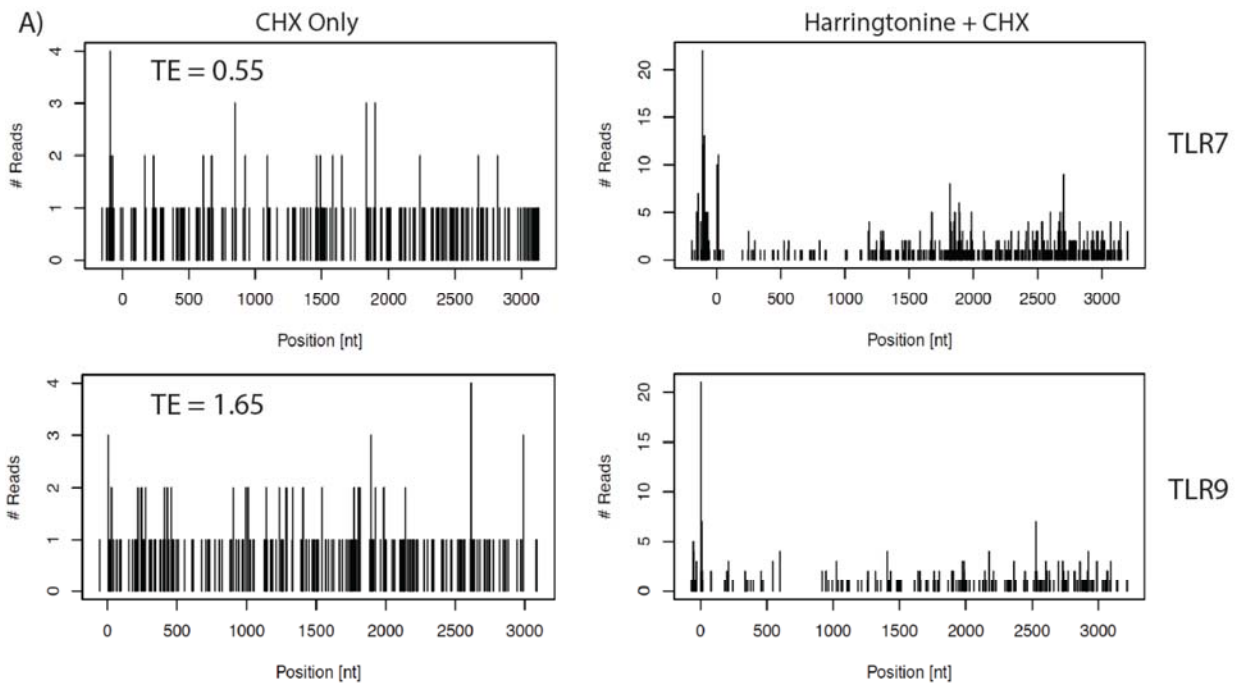 A)
CHX Only
Harringtonine + CHX
TE = 0.55
# Reads
0 1 2 3 4
0 500 1000 1500 2000 2500 3000
Position [nt]
# Reads
0 5 10 15 20
0 500 1000 1500 2000 2500 3000
Position [nt]
TLR7
TE = 1.65
# Reads
0 1 2 3 4
0 500 1000 1500 2000 2500 3000
Position [nt]
# Reads
0 5 10 15 20
0 500 1000 1500 2000 2500 3000
Position [nt]
TLR9